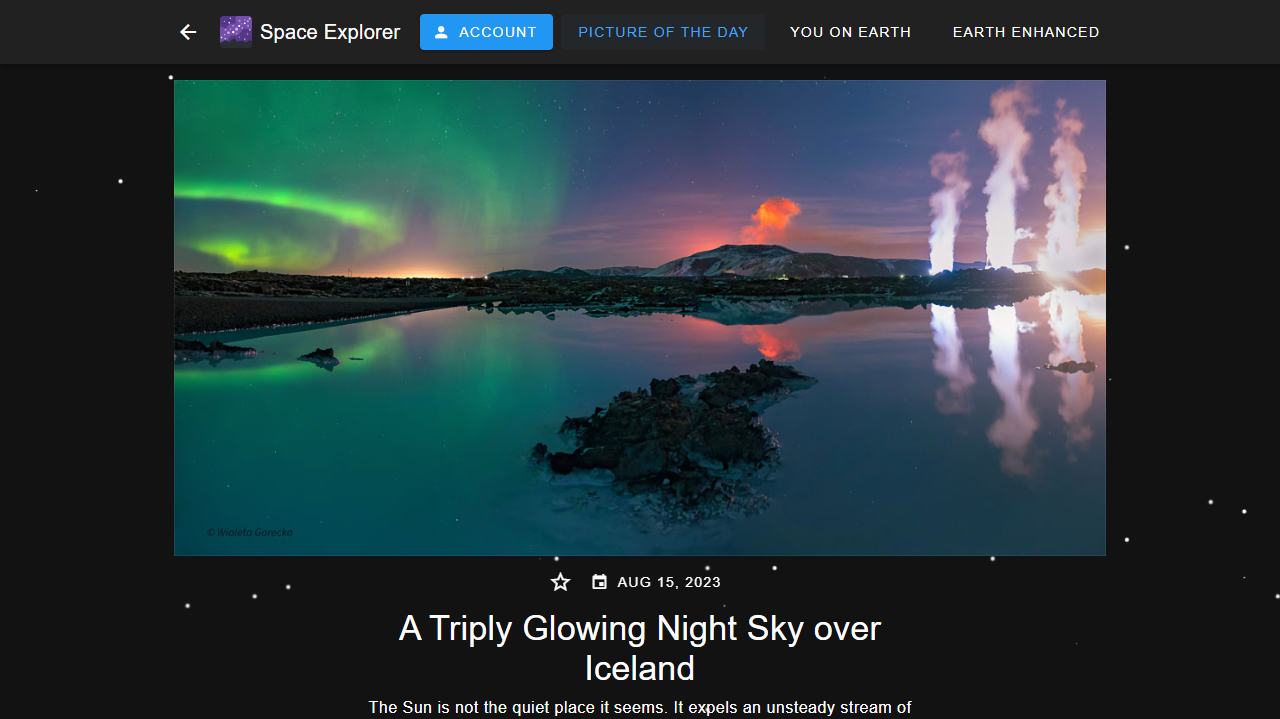 Space Explorer
ACCOUNT
PICTURE OF THE DAY
YOU ON EARTH
EARTH ENHANCED
© Wioleta Gorecka
AUG 15, 2023
A Triply Glowing Night Sky over
Iceland
The Sun is not the quiet place it seems. It expels an unsteady stream of